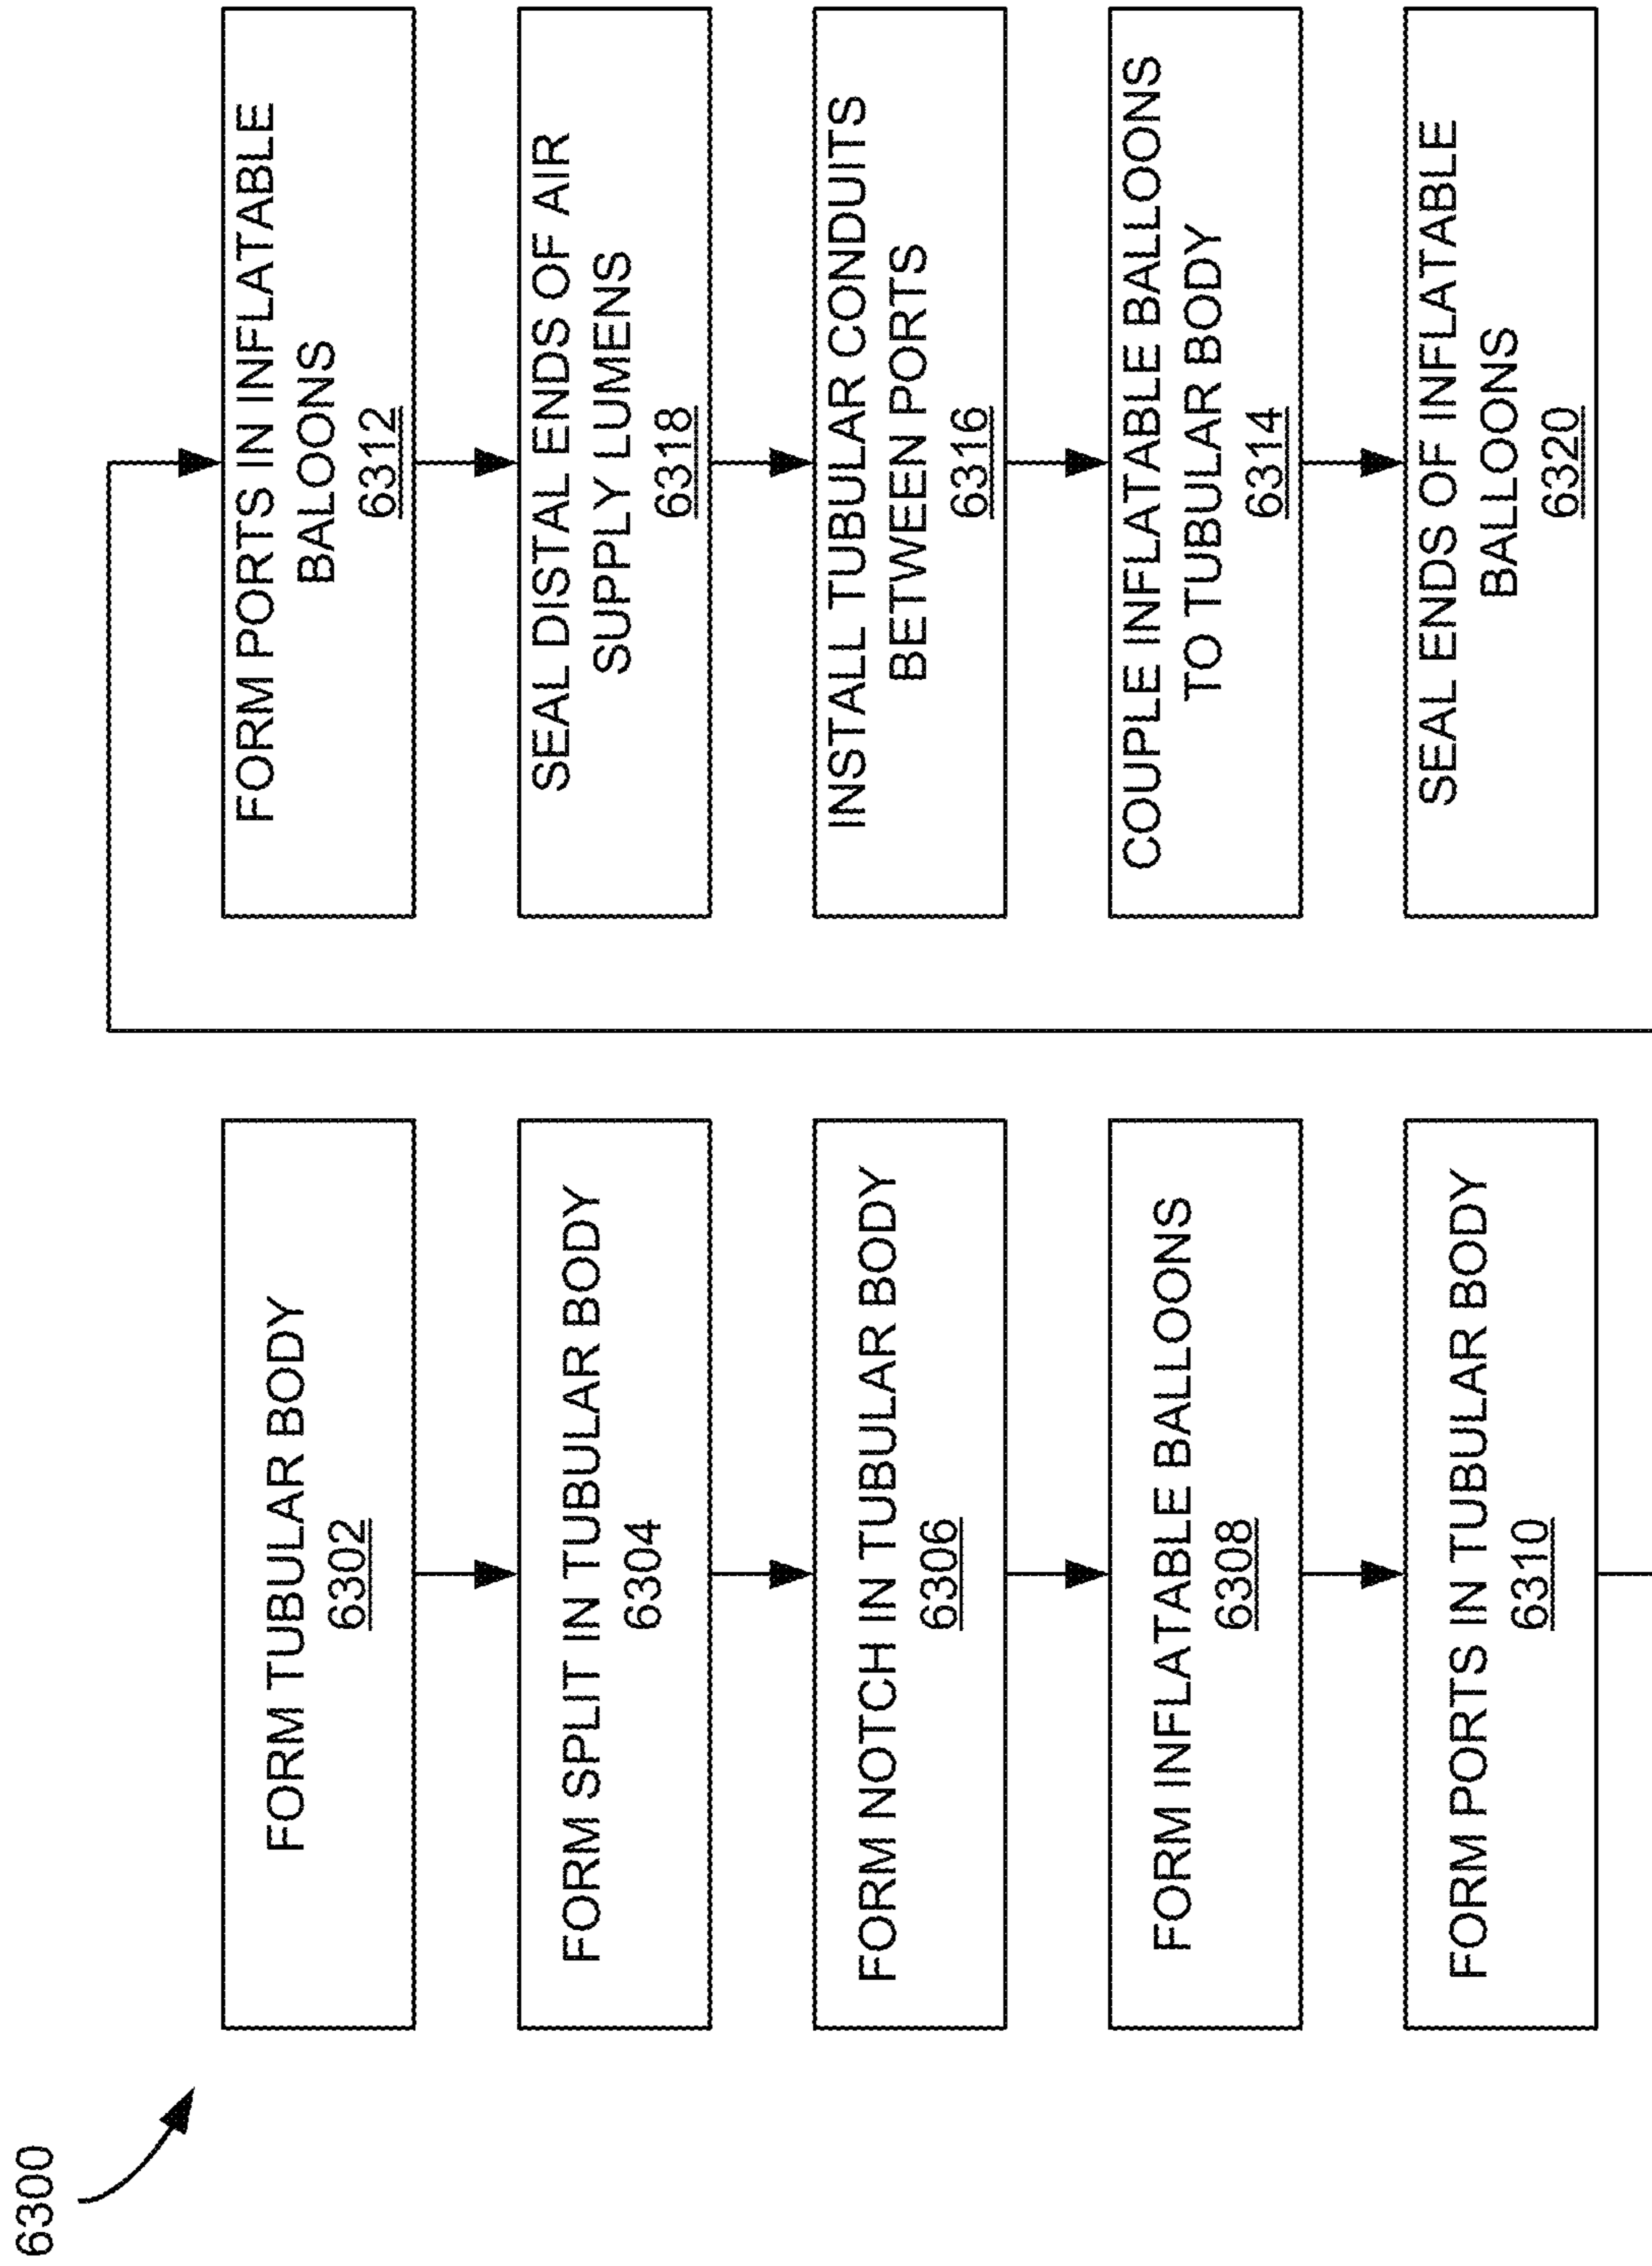 6300
FORM TUBULAR BODY
6302
FORM SPLIT IN TUBULAR BODY
6304
FORM NOTCH IN TUBULAR BODY
6306
FORM INFLATABLE BALLOONS
6308
FORM PORTS IN TUBULAR BODY
6310
FORM PORTS IN INFLATABLE
BALOONS
6312
SEAL DISTAL ENDS OF AIR
SUPPLY LUMENS
6318
INSTALL TUBULAR CONDUITS
BETWEEN PORTS
6316
COUPLE INFLATABLE BALLOONS
TO TUBULAR BODY
6314
SEAL ENDS OF INFLATABLE
BALLOONS
6320